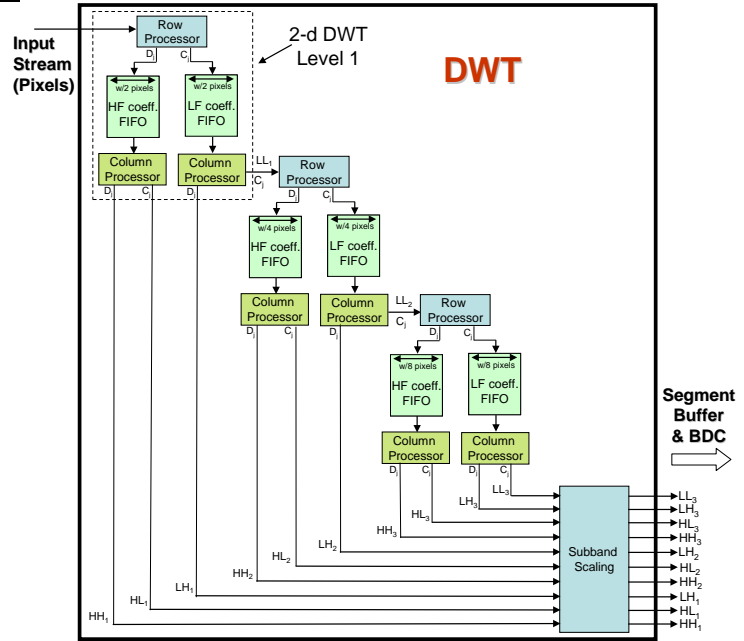 Input
Stream
(Pixels)
Row
Processor
Dj
Cj
2-d DWT
Level 1
DWT
w/2 pixels
HF coeff.
FIFO
w/2 pixels
LF coeff.
FIFO
Column
Processor
Dj
Cj
Column
Processor
Dj
LL1
Cj
Row
Processor
Dj
Cj
w/4 pixels
HF coeff.
FIFO
w/4 pixels
LF coeff.
FIFO
Column
Processor
Dj
Cj
Column
Processor
Dj
LL2
Cj
Row
Processor
Dj
Cj
w/8 pixels
HF coeff.
FIFO
w/8 pixels
LF coeff.
FIFO
Column
Processor
Dj
Cj
Column
Processor
Dj
Cj
Segment
Buffer
& BDC
LL3
LH3
HL3
HH3
LH2
HL2
HH2
LH1
HL1
HH1
Subband
Scaling
LL3
LH3
HL3
HH3
LH2
HL2
HH2
LH1
HL1
HH1